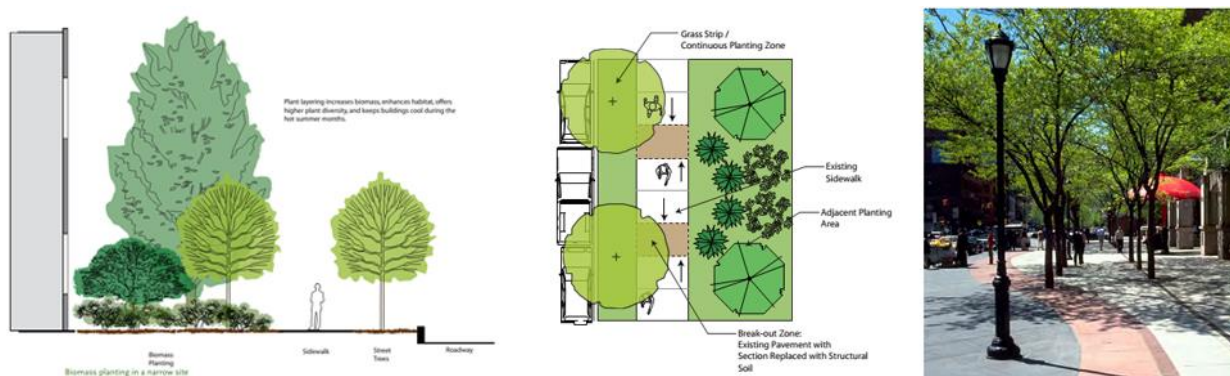 Plant layering increases biomass, enhances habitat, offers
higher plant diversity, and keeps buildings cool during the
hot summer months.
Biomass
Planting
Sidewalk
Street
Trees
Roadway
Biomass planting in a narrow site
Grass Strip /
Continuous Planting Zone
Existing
Sidewalk
Adjacent Planting
Area
Break-out Zone:
Existing Pavement with
Section Replaced with Structural
Soil